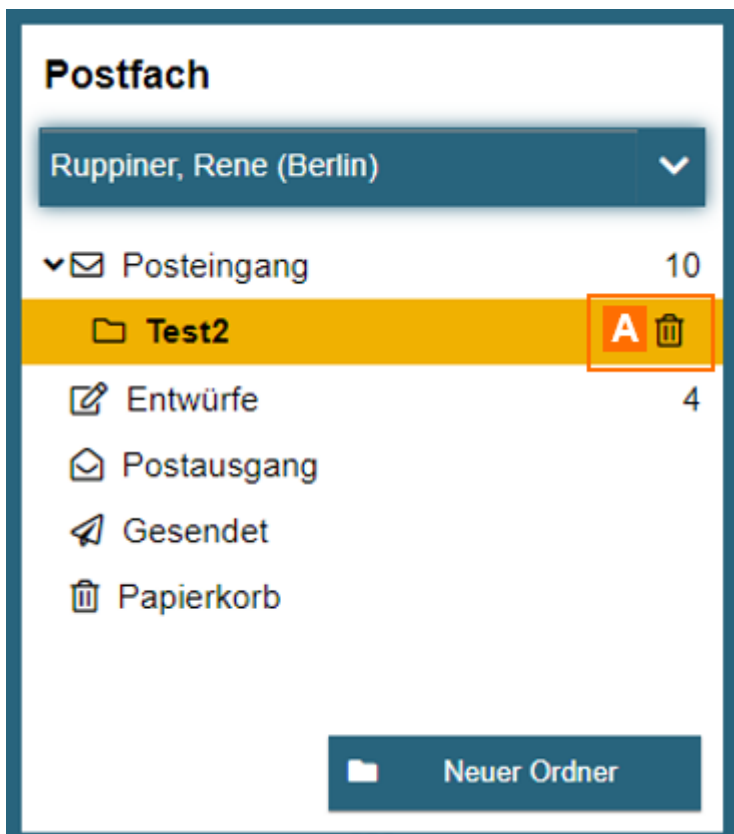 Postfach
Ruppiner, Rene (Berlin)
Posteingang 10
Test2 A
Entwürfe 4
Postausgang
Gesendet
Papierkorb
Neuer Ordner